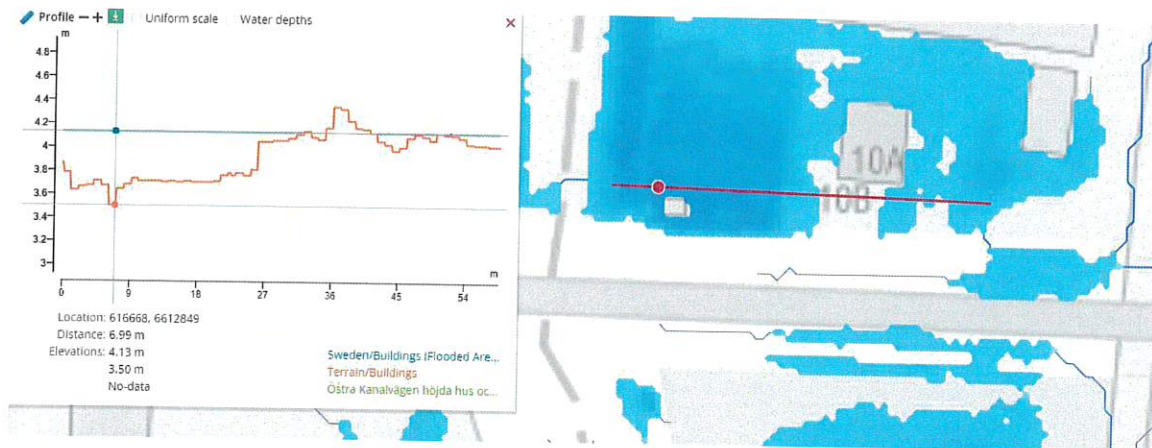 Profile − + Uniform scale Water depths ×
m
4.8
4.6
4.4
4.2
4
3.8
3.6
3.4
3.2
3
m
0 9 18 27 36 45 54
Location: 616668, 6612849
Distance: 6.99 m
Elevations: 4.13 m
3.50 m
No-data
Sweden/Buildings (Flooded Are...
Terrain/Buildings
Östra Kanalvägen höjda hus oc...
10A
10B